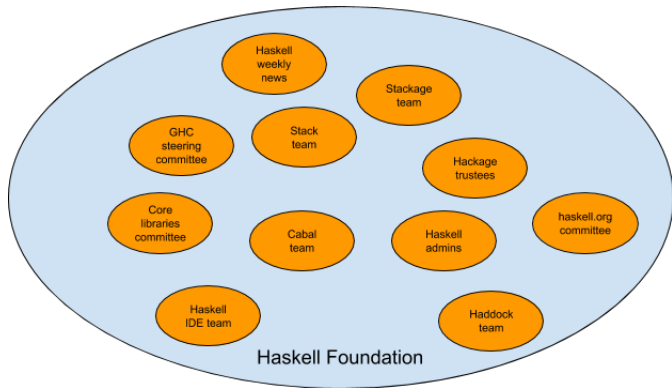 Haskell
weekly
news
Stackage
team
GHC
steering
committee
Stack
team
Hackage
trustees
Core
libraries
committee
Cabal
team
Haskell
admins
haskell.org
committee
Haskell
IDE team
Haddock
team
Haskell Foundation